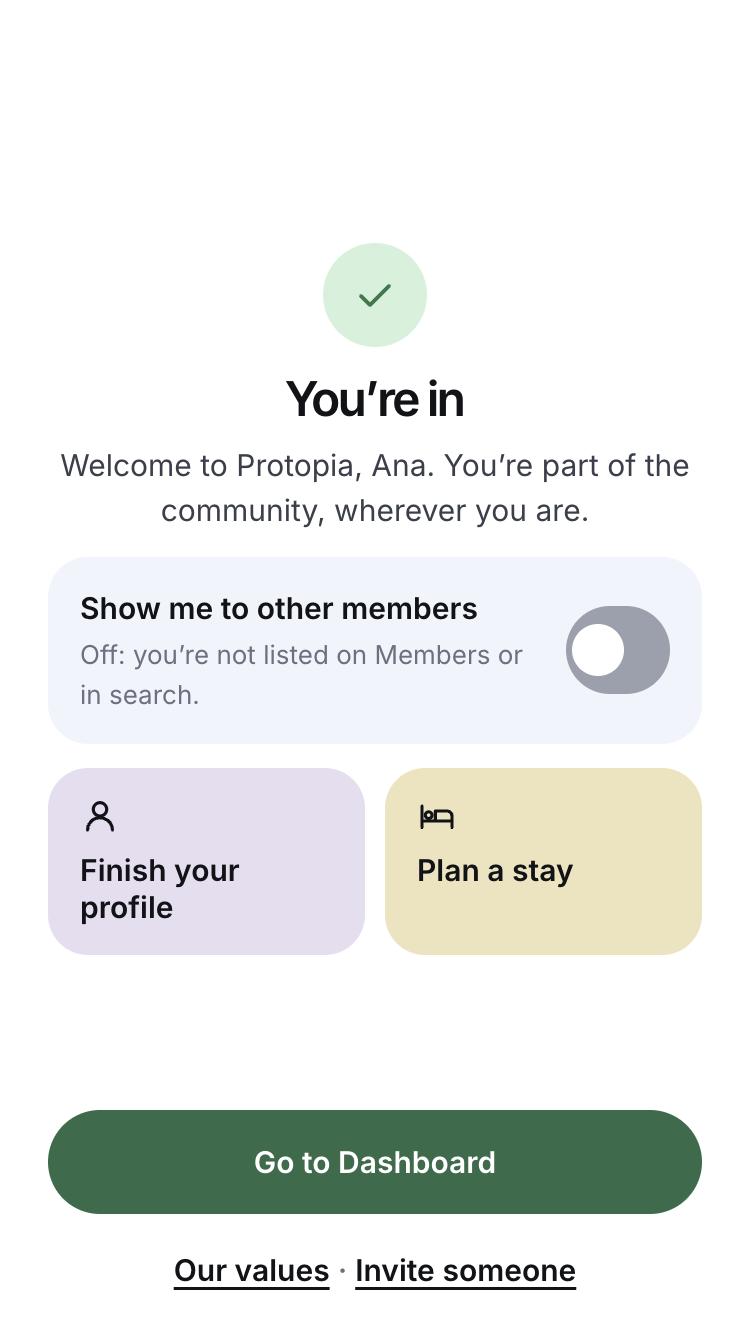 You’re in
Welcome to Protopia, Ana. You’re part of the
community, wherever you are.
Show me to other members
Off: you’re not listed on Members or
in search.
Finish your
profile
Plan a stay
Go to Dashboard
Our values · Invite someone